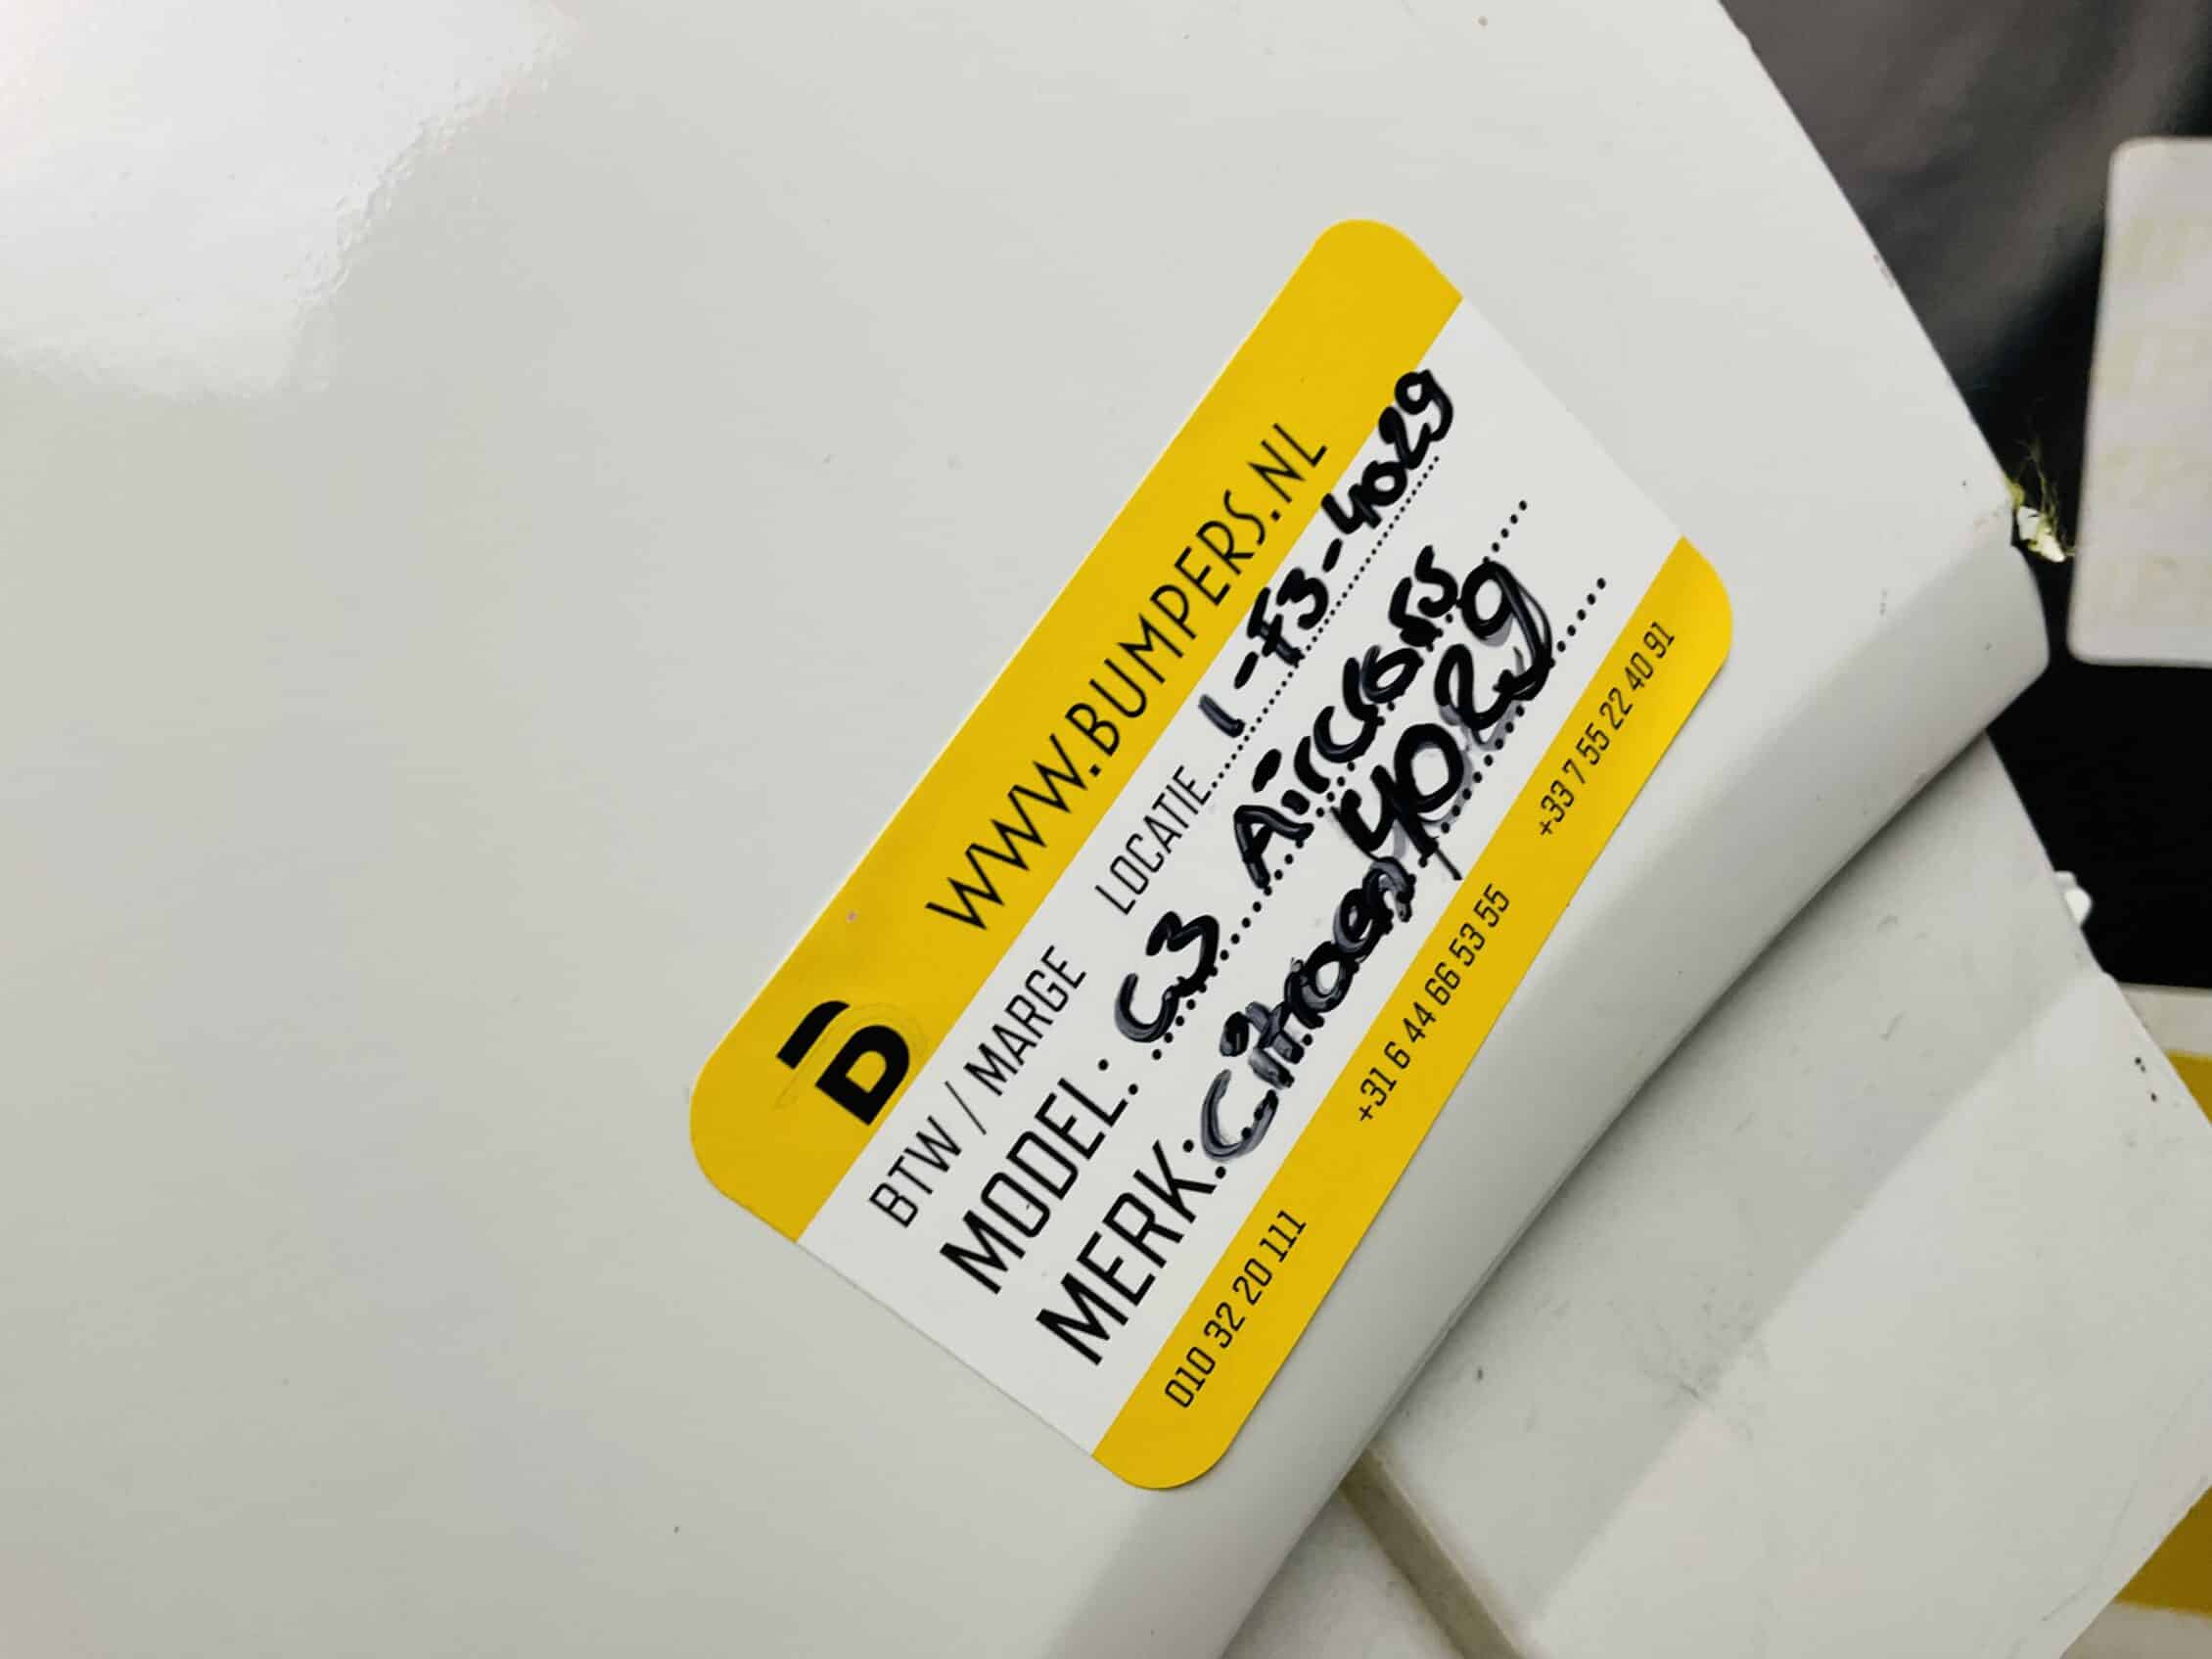 B WWW.BUMPERS.NL
BTW / MARGE LOCATIE 1-F3-4029
MODEL: C3 Aircross
MERK: Citroen 4029
010 32 20 111 +31 6 44 66 53 55 +33 7 55 22 40 91